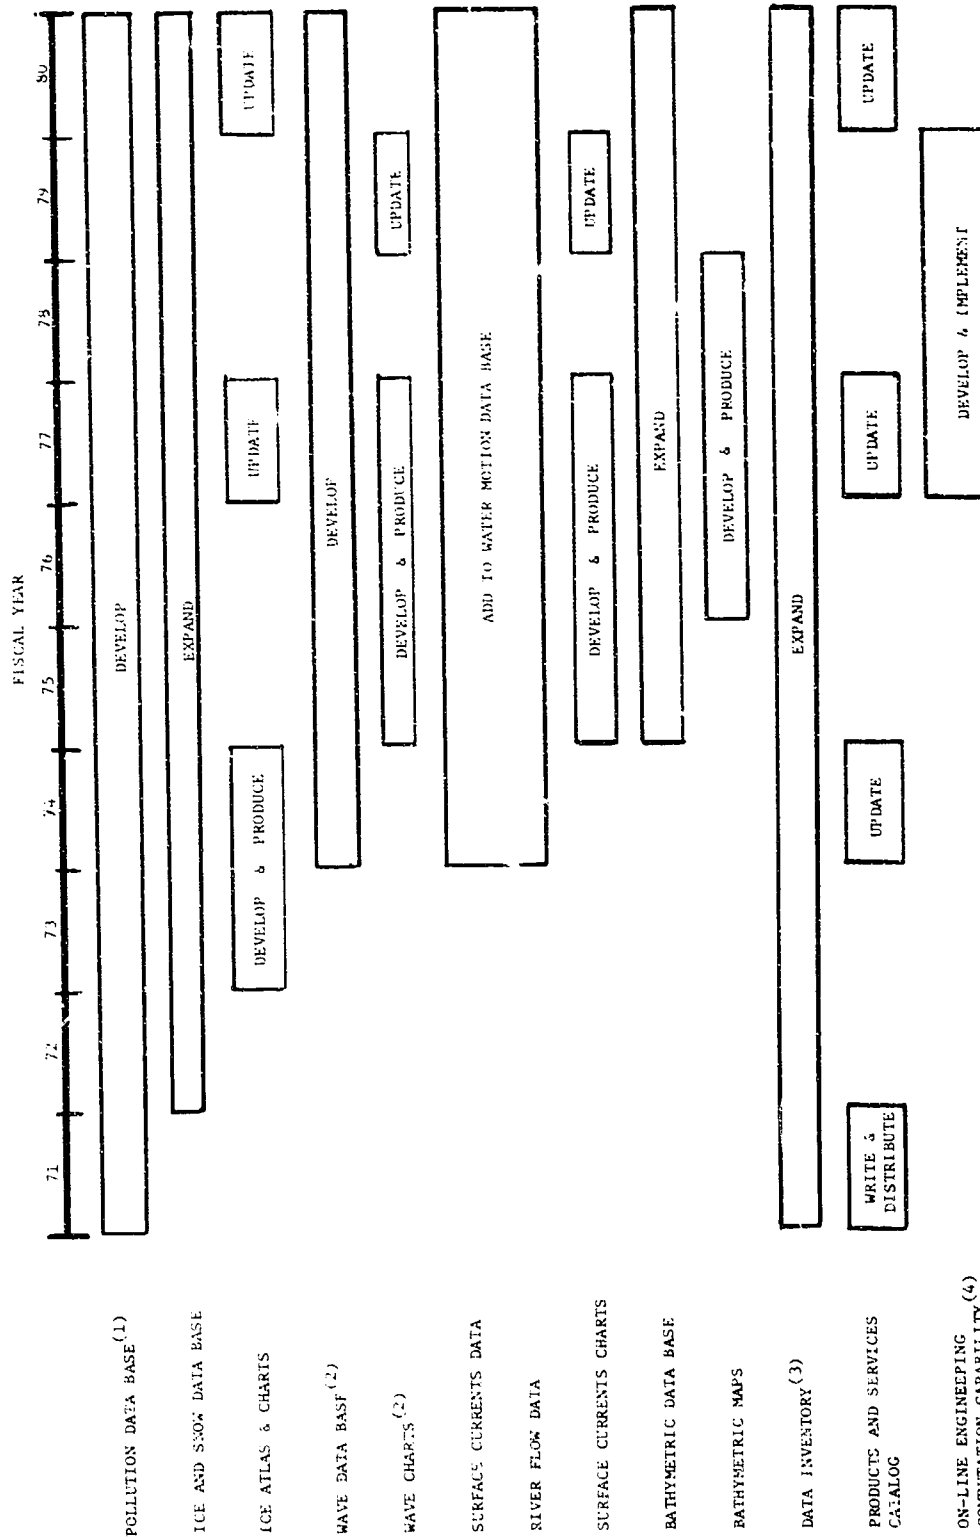 FISCAL YEAR
71 72 73 74 75 76 77 78 79 80
POLLUTION DATA BASE(1)
DEVELOP
ICE AND SNOW DATA BASE
EXPAND
ICE ATLAS & CHARTS
DEVELOP & PRODUCE
UPDATE
UPDATE
WAVE DATA BASE(2)
DEVELOP
WAVE CHARTS(2)
DEVELOP & PRODUCE
UPDATE
SURFACE CURRENTS DATA
RIVER FLOW DATA
ADD TO WATER MOTION DATA BASE
SURFACE CURRENTS CHARTS
DEVELOP & PRODUCE
UPDATE
BATHYMETRIC DATA BASE
EXPAND
BATHYMETRIC MAPS
DEVELOP & PRODUCE
DATA INVENTORY(3)
EXPAND
PRODUCTS AND SERVICES
CATALOG
WRITE &
DISTRIBUTE
UPDATE
UPDATE
UPDATE
ON-LINE ENGINEERING
COMPUTATION CAPABILITY(4)
DEVELOP & IMPLEMENT